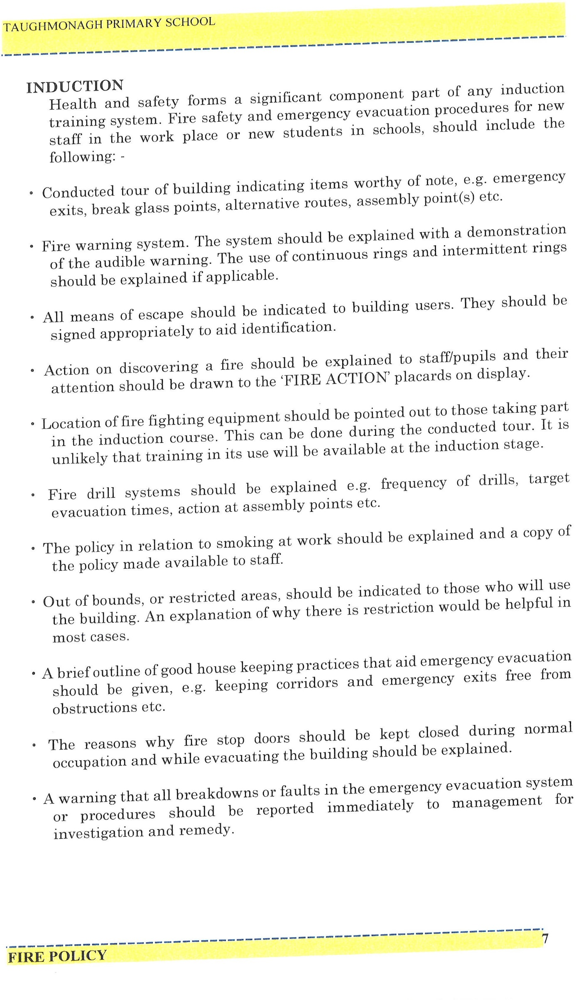 TAUGHMONAGH PRIMARY SCHOOL
INDUCTION
Health and safety forms a significant component part of any induction
training system. Fire safety and emergency evacuation procedures for new
staff in the work place or new students in schools, should include the
following: -
• Conducted tour of building indicating items worthy of note, e.g. emergency
exits, break glass points, alternative routes, assembly point(s) etc.
• Fire warning system. The system should be explained with a demonstration
of the audible warning. The use of continuous rings and intermittent rings
should be explained if applicable.
• All means of escape should be indicated to building users. They should be
signed appropriately to aid identification.
• Action on discovering a fire should be explained to staff/pupils and their
attention should be drawn to the ‘FIRE ACTION’ placards on display.
• Location of fire fighting equipment should be pointed out to those taking part
in the induction course. This can be done during the conducted tour. It is
unlikely that training in its use will be available at the induction stage.
• Fire drill systems should be explained e.g. frequency of drills, target
evacuation times, action at assembly points etc.
• The policy in relation to smoking at work should be explained and a copy of
the policy made available to staff.
• Out of bounds, or restricted areas, should be indicated to those who will use
the building. An explanation of why there is restriction would be helpful in
most cases.
• A brief outline of good house keeping practices that aid emergency evacuation
should be given, e.g. keeping corridors and emergency exits free from
obstructions etc.
• The reasons why fire stop doors should be kept closed during normal
occupation and while evacuating the building should be explained.
• A warning that all breakdowns or faults in the emergency evacuation system
or procedures should be reported immediately to management for
investigation and remedy.
7
FIRE POLICY